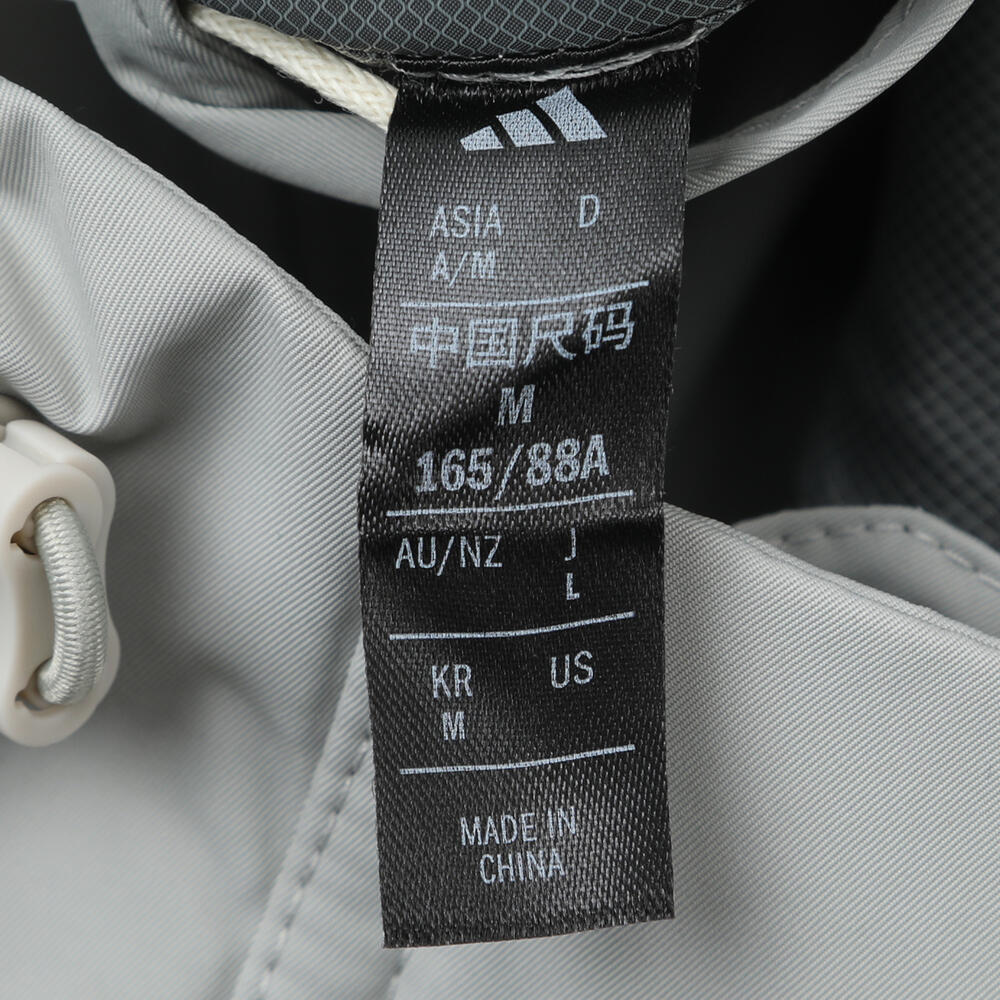 ASIA D
A/M
中国尺码
M
165/88A
AU/NZ J
L
KR US
M
MADE IN
CHINA